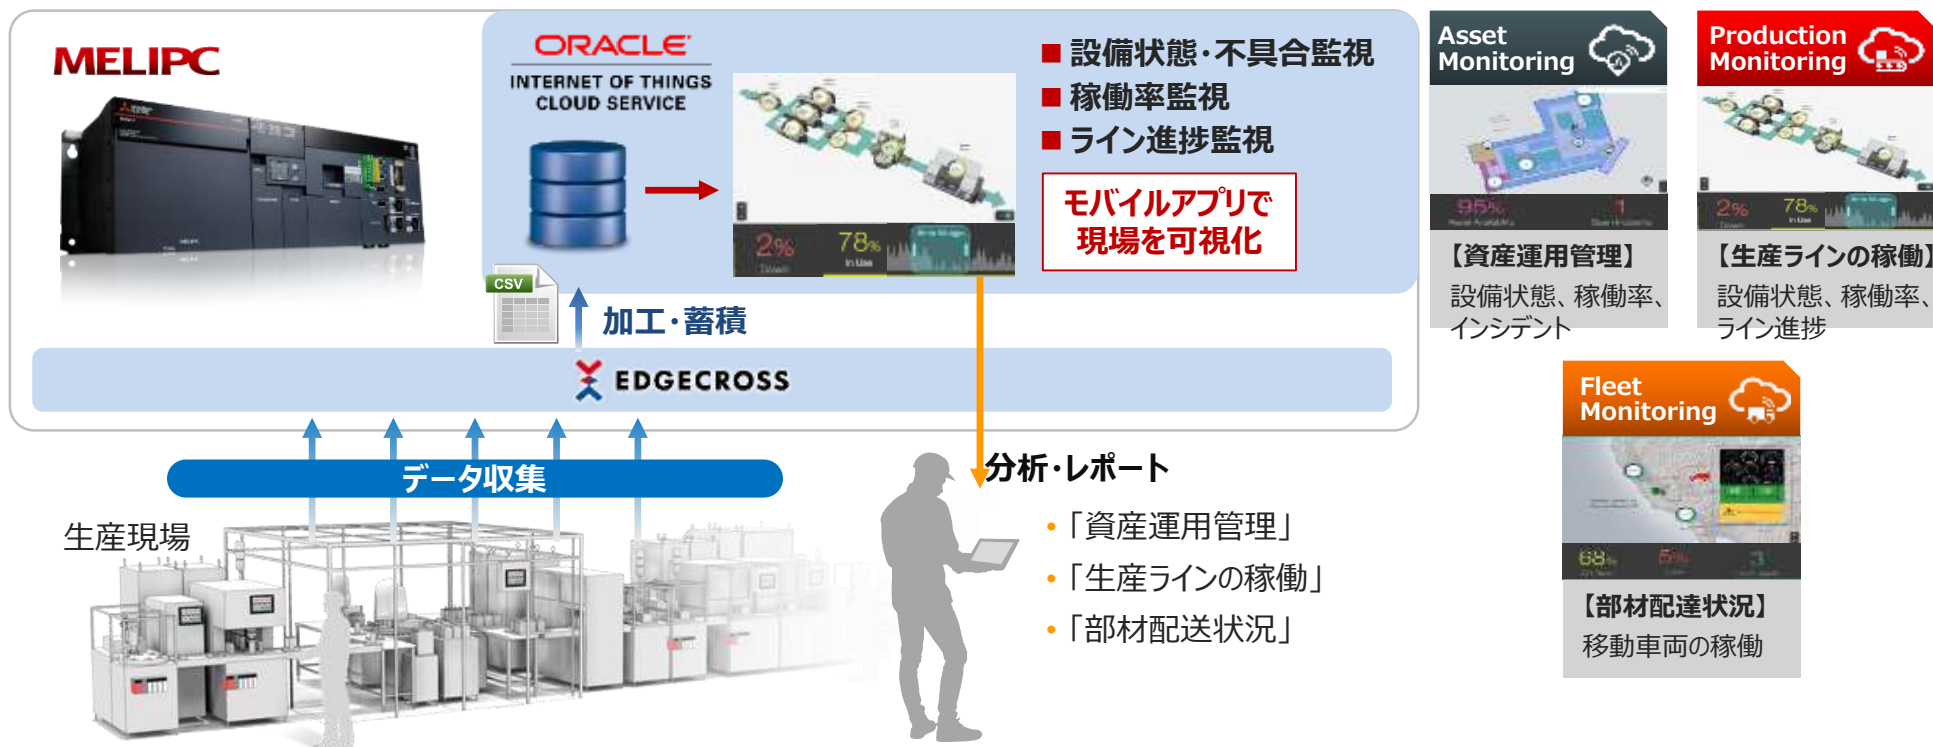 MELIPC
ORACLE
INTERNET OF THINGS
CLOUD SERVICE
■ 設備状態・不具合監視
■ 稼働率監視
■ ライン進捗監視
モバイルアプリで
現場を可視化
2%
78%
In Use
CSV
加工・蓄積
EDGECROSS
データ収集
生産現場
分析・レポート
・「資産運用管理」
・「生産ラインの稼働」
・「部材配送状況」
Asset
Monitoring
95%
1
【資産運用管理】
設備状態、稼働率、
インシデント
Production
Monitoring
2%
78%
In Use
【生産ラインの稼働】
設備状態、稼働率、
ライン進捗
Fleet
Monitoring
68%
5%
3
【部材配達状況】
移動車両の稼働